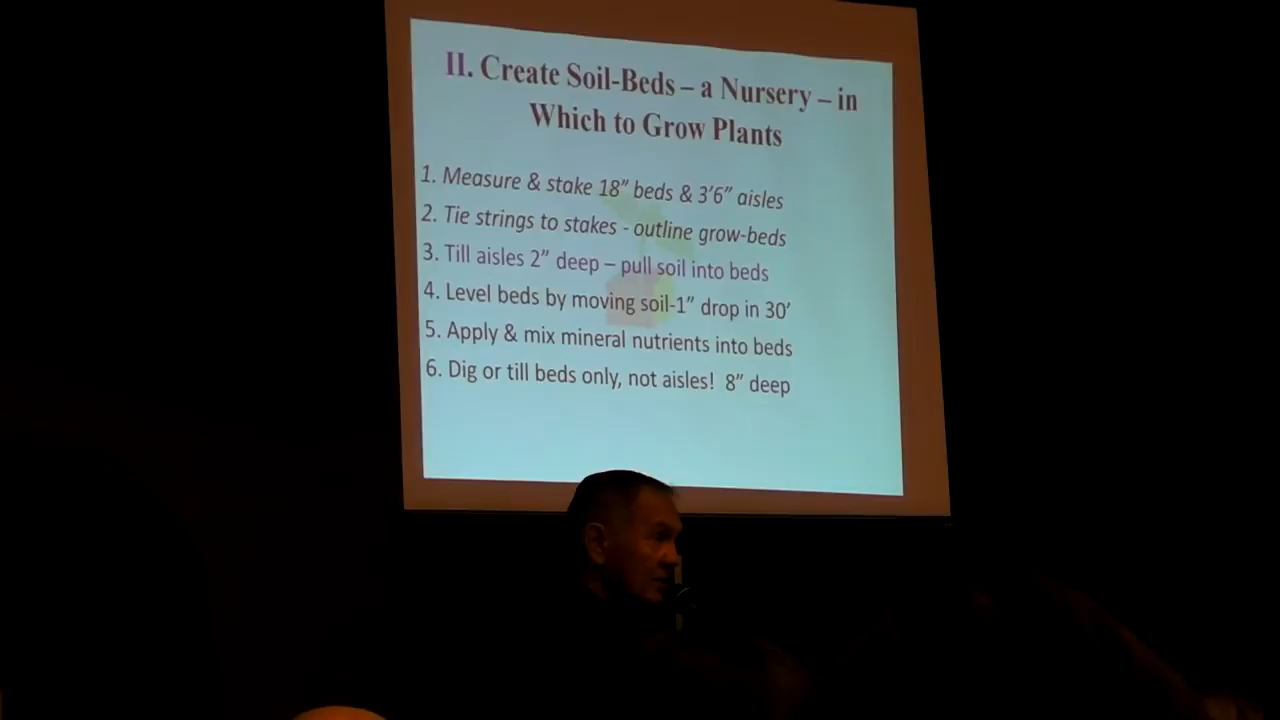 II. Create Soil-Beds – a Nursery – in
Which to Grow Plants
1. Measure & stake 18” beds & 3’6” aisles
2. Tie strings to stakes - outline grow-beds
3. Till aisles 2” deep – pull soil into beds
4. Level beds by moving soil-1” drop in 30’
5. Apply & mix mineral nutrients into beds
6. Dig or till beds only, not aisles! 8” deep